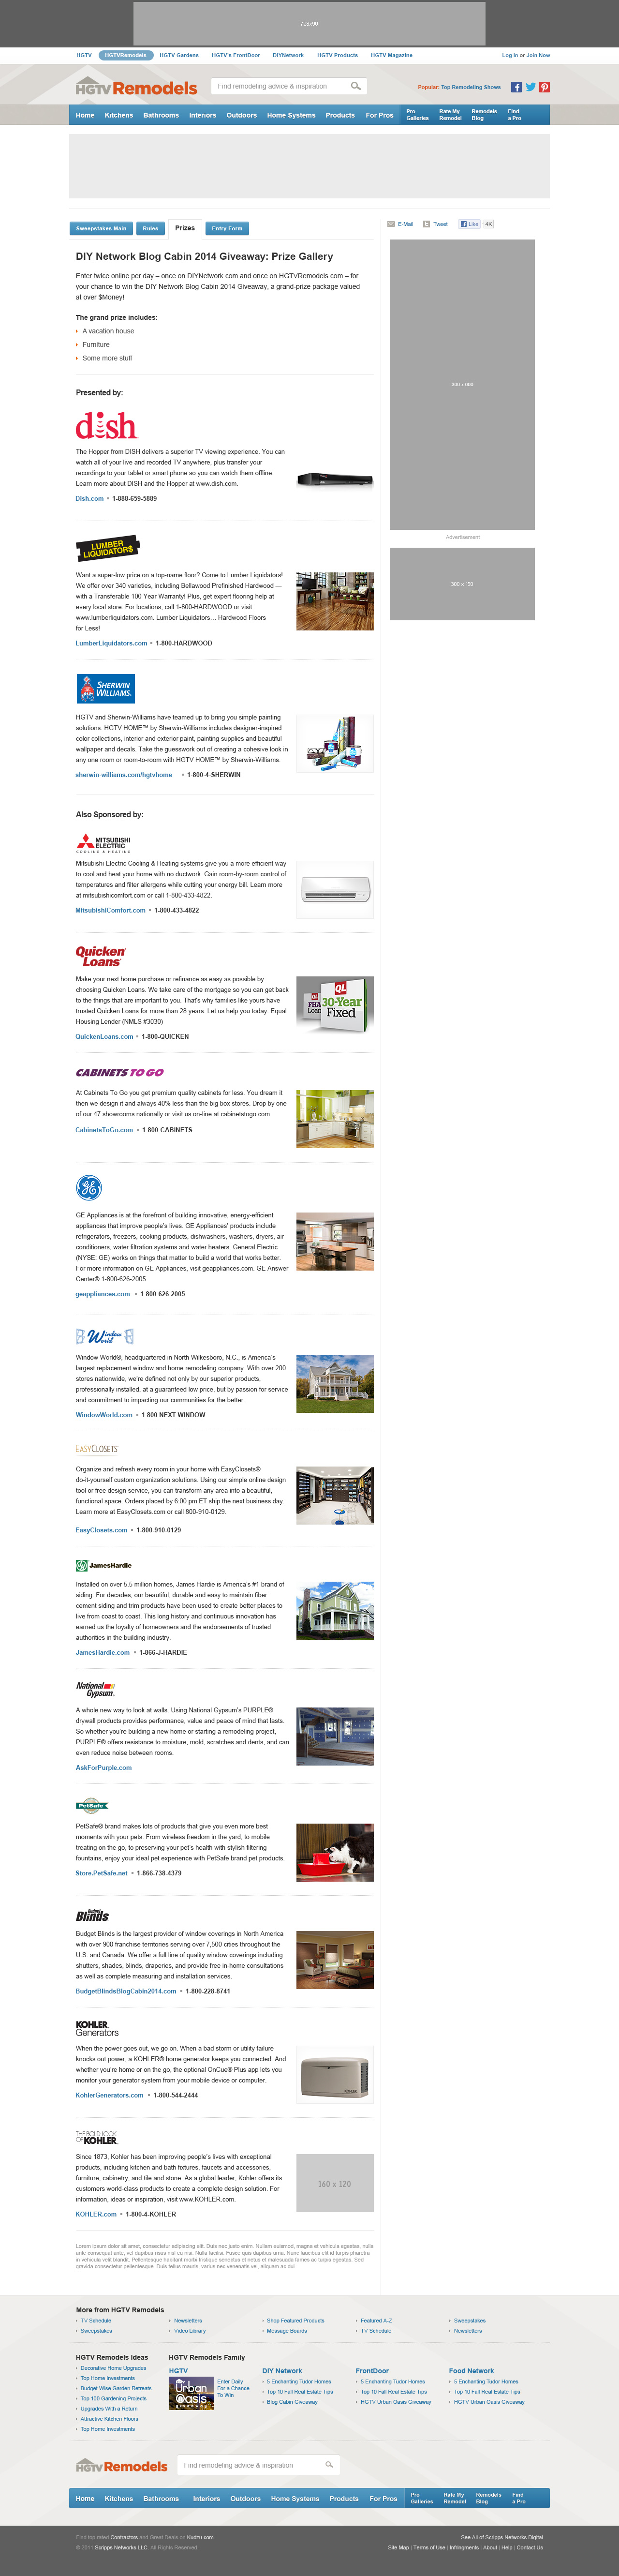 728x90
HGTV HGTVRemodels HGTV Gardens HGTV's FrontDoor DIYNetwork HGTV Products HGTV Magazine Log In or Join Now
HGTV Remodels
Find remodeling advice & inspiration
Popular: Top Remodeling Shows
Home Kitchens Bathrooms Interiors Outdoors Home Systems Products For Pros
Pro Galleries
Rate My Remodel
Remodels Blog
Find a Pro
Sweepstakes Main Rules Prizes Entry Form
E-Mail Tweet Like 4K
DIY Network Blog Cabin 2014 Giveaway: Prize Gallery
Enter twice online per day – once on DIYNetwork.com and once on HGTVRemodels.com – for
your chance to win the DIY Network Blog Cabin 2014 Giveaway, a grand-prize package valued
at over $Money!
The grand prize includes:
A vacation house
Furniture
Some more stuff
300 x 600
Advertisement
300 x 150
Presented by:
dish
The Hopper from DISH delivers a superior TV viewing experience. You can
watch all of your live and recorded TV anywhere, plus transfer your
recordings to your tablet or smart phone so you can watch them offline.
Learn more about DISH and the Hopper at www.dish.com.
Dish.com • 1-888-659-5889
LUMBER
LIQUIDATORS
Want a super-low price on a top-name floor? Come to Lumber Liquidators!
We offer over 340 varieties, including Bellawood Prefinished Hardwood —
with a Transferable 100 Year Warranty! Plus, get expert flooring help at
every local store. For locations, call 1-800-HARDWOOD or visit
www.lumberliquidators.com. Lumber Liquidators… Hardwood Floors
for Less!
LumberLiquidators.com • 1-800-HARDWOOD
SHERWIN
WILLIAMS.
HGTV and Sherwin-Williams have teamed up to bring you simple painting
solutions. HGTV HOME™ by Sherwin-Williams includes designer-inspired
color collections, interior and exterior paint, painting supplies and beautiful
wallpaper and decals. Take the guesswork out of creating a cohesive look in
any one room or room-to-room with HGTV HOME™ by Sherwin-Williams.
sherwin-williams.com/hgtvhome • 1-800-4-SHERWIN
Also Sponsored by:
MITSUBISHI
ELECTRIC
COOLING & HEATING
Mitsubishi Electric Cooling & Heating systems give you a more efficient way
to cool and heat your home with no ductwork. Gain room-by-room control of
temperatures and filter allergens while cutting your energy bill. Learn more
at mitsubishicomfort.com or call 1-800-433-4822.
MitsubishiComfort.com • 1-800-433-4822
Quicken
Loans
Make your next home purchase or refinance as easy as possible by
choosing Quicken Loans. We take care of the mortgage so you can get back
to the things that are important to you. That's why families like yours have
trusted Quicken Loans for more than 28 years. Let us help you today. Equal
Housing Lender (NMLS #3030)
QL
FHA
Loans
QL
30-Year
Fixed
QuickenLoans.com • 1-800-QUICKEN
CABINETS TO GO
At Cabinets To Go you get premium quality cabinets for less. You dream it
then we design it and always 40% less than the big box stores. Drop by one
of our 47 showrooms nationally or visit us on-line at cabinetstogo.com
CabinetsToGo.com • 1-800-CABINETS
GE
GE Appliances is at the forefront of building innovative, energy-efficient
appliances that improve people's lives. GE Appliances' products include
refrigerators, freezers, cooking products, dishwashers, washers, dryers, air
conditioners, water filtration systems and water heaters. General Electric
(NYSE: GE) works on things that matter to build a world that works better.
For more information on GE Appliances, visit geappliances.com. GE Answer
Center® 1-800-626-2005
geappliances.com • 1-800-626-2005
Window
World
Window World®, headquartered in North Wilkesboro, N.C., is America's
largest replacement window and home remodeling company. With over 200
stores nationwide, we're defined not only by our superior products,
professionally installed, at a guaranteed low price, but by passion for service
and commitment to impacting our communities for the better.
WindowWorld.com • 1 800 NEXT WINDOW
EASYCLOSETS
Organize and refresh every room in your home with EasyClosets®
do-it-yourself custom organization solutions. Using our simple online design
tool or free design service, you can transform any area into a beautiful,
functional space. Orders placed by 6:00 pm ET ship the next business day.
Learn more at EasyClosets.com or call 800-910-0129.
EasyClosets.com • 1-800-910-0129
JamesHardie
Installed on over 5.5 million homes, James Hardie is America's #1 brand of
siding. For decades, our beautiful, durable and easy to maintain fiber
cement siding and trim products have been used to create better places to
live from coast to coast. This long history and continuous innovation has
earned us the loyalty of homeowners and the endorsements of trusted
authorities in the building industry.
JamesHardie.com • 1-866-J-HARDIE
National
Gypsum.
A whole new way to look at walls. Using National Gypsum's PURPLE®
drywall products provides performance, value and peace of mind that lasts.
So whether you're building a new home or starting a remodeling project,
PURPLE® offers resistance to moisture, mold, scratches and dents, and can
even reduce noise between rooms.
AskForPurple.com
PetSafe
PetSafe® brand makes lots of products that give you even more best
moments with your pets. From wireless freedom in the yard, to mobile
treating on the go, to preserving your pet's health with stylish filtering
fountains, enjoy your ideal pet experience with PetSafe brand pet products.
Store.PetSafe.net • 1-866-738-4379
Budget
Blinds
Budget Blinds is the largest provider of window coverings in North America
with over 900 franchise territories serving over 7,500 cities throughout the
U.S. and Canada. We offer a full line of quality window coverings including
shutters, shades, blinds, draperies, and provide free in-home consultations
as well as complete measuring and installation services.
BudgetBlindsBlogCabin2014.com • 1-800-228-8741
KOHLER.
Generators
When the power goes out, we go on. When a bad storm or utility failure
knocks out power, a KOHLER® home generator keeps you connected. And
whether you're home or on the go, the optional OnCue® Plus app lets you
monitor your generator system from your mobile device or computer.
KohlerGenerators.com • 1-800-544-2444
THE BOLD LOOK
OF KOHLER.
Since 1873, Kohler has been improving people's lives with exceptional
products, including kitchen and bath fixtures, faucets and accessories,
furniture, cabinetry, and tile and stone. As a global leader, Kohler offers its
customers world-class products to create a complete design solution. For
information, ideas or inspiration, visit www.KOHLER.com.
160 x 120
KOHLER.com • 1-800-4-KOHLER
Lorem ipsum dolor sit amet, consectetur adipiscing elit. Duis nec justo enim. Nullam euismod, magna et vehicula egestas, nulla
ante consequat ante, vel dapibus risus nisi eu nisi. Nulla facilisi. Fusce quis dapibus urna. Nunc faucibus elit id turpis pharetra
in vehicula velit blandit. Pellentesque habitant morbi tristique senectus et netus et malesuada fames ac turpis egestas. Sed
gravida consectetur pellentesque. Duis tellus mauris, varius nec venenatis vel, aliquam ac dui.
More from HGTV Remodels
TV Schedule Newsletters Shop Featured Products Featured A-Z Sweepstakes
Sweepstakes Video Library Message Boards TV Schedule Newsletters
HGTV Remodels Ideas
Decorative Home Upgrades
Top Home Investments
Budget-Wise Garden Retreats
Top 100 Gardening Projects
Upgrades With a Return
Attractive Kitchen Floors
Top Home Investments
HGTV Remodels Family
HGTV
Urban
Oasis
giveaway
Enter Daily
For a Chance
To Win
DIY Network
5 Enchanting Tudor Homes
Top 10 Fall Real Estate Tips
Blog Cabin Giveaway
FrontDoor
5 Enchanting Tudor Homes
Top 10 Fall Real Estate Tips
HGTV Urban Oasis Giveaway
Food Network
5 Enchanting Tudor Homes
Top 10 Fall Real Estate Tips
HGTV Urban Oasis Giveaway
HGTV Remodels
Find remodeling advice & inspiration
Home Kitchens Bathrooms Interiors Outdoors Home Systems Products For Pros
Pro Galleries
Rate My Remodel
Remodels Blog
Find a Pro
Find top rated Contractors and Great Deals on Kudzu.com
See All of Scripps Networks Digital
© 2011 Scripps Networks LLC. All Rights Reserved
Site Map | Terms of Use | Infringments | About | Help | Contact Us